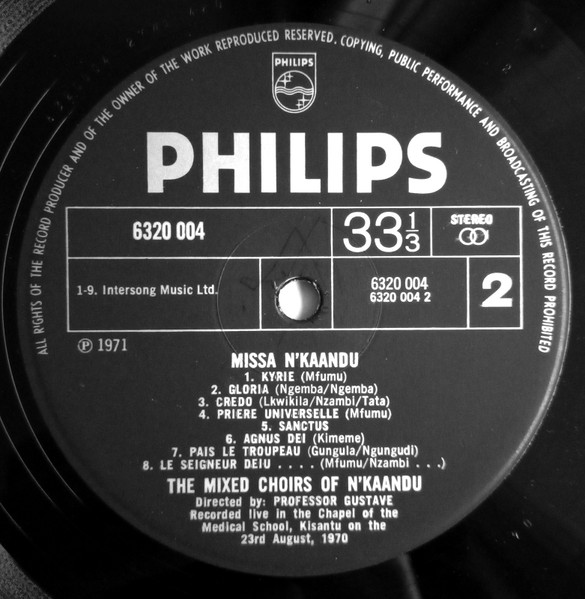 ALL RIGHTS OF THE RECORD PRODUCER AND OF THE OWNER OF THE WORK REPRODUCED RESERVED. COPYING, PUBLIC PERFORMANCE AND BROADCASTING OF THIS RECORD PROHIBITED
PHILIPS
PHILIPS
6320 004
33 1/3
STEREO
1-9. Intersong Music Ltd.
6320 004
6320 004 2
2
℗ 1971
MISSA N'KAANDU
1. KYRIE (Mfumu)
2. GLORIA (Ngemba/Ngemba)
3. CREDO (Lkwikila/Nzambi/Tata)
4. PRIERE UNIVERSELLE (Mfumu)
5. SANCTUS
6. AGNUS DEI (Kimeme)
7. PAIS LE TROUPEAU (Gungula/Ngungudi)
8. LE SEIGNEUR DEIU . . . . (Mfumu/Nzambi . . .)
THE MIXED CHOIRS OF N'KAANDU
Directed by: PROFESSOR GUSTAVE
Recorded live in the Chapel of the
Medical School, Kisantu on the
23rd August, 1970